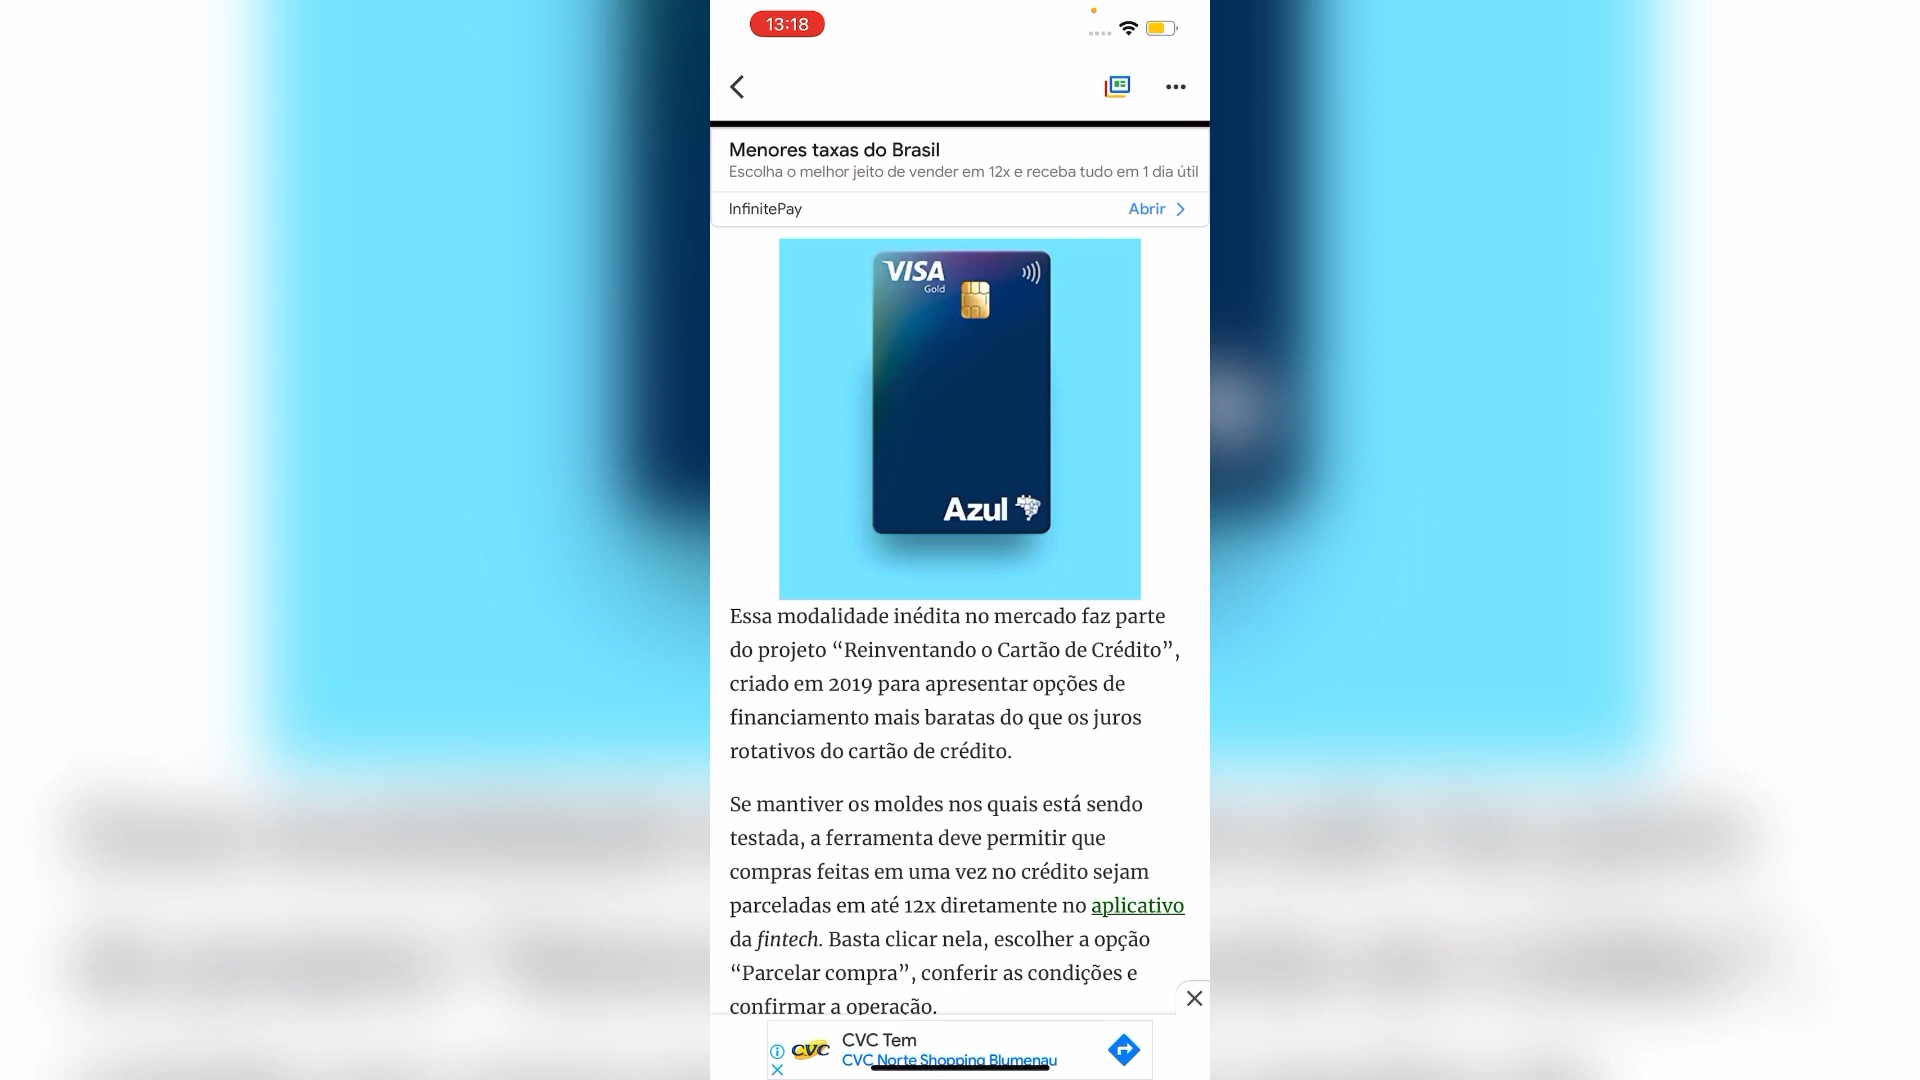 13:18
Menores taxas do Brasil
Escolha o melhor jeito de vender em 12x e receba tudo em 1 dia útil
InfinitePay
Abrir
VISA
Gold
Azul
Essa modalidade inédita no mercado faz parte
do projeto “Reinventando o Cartão de Crédito”,
criado em 2019 para apresentar opções de
financiamento mais baratas do que os juros
rotativos do cartão de crédito.
Se mantiver os moldes nos quais está sendo
testada, a ferramenta deve permitir que
compras feitas em uma vez no crédito sejam
parceladas em até 12x diretamente no aplicativo
da fintech. Basta clicar nela, escolher a opção
“Parcelar compra”, conferir as condições e
confirmar a operação.
CVC
CVC Tem
CVC Norte Shopping Blumenau